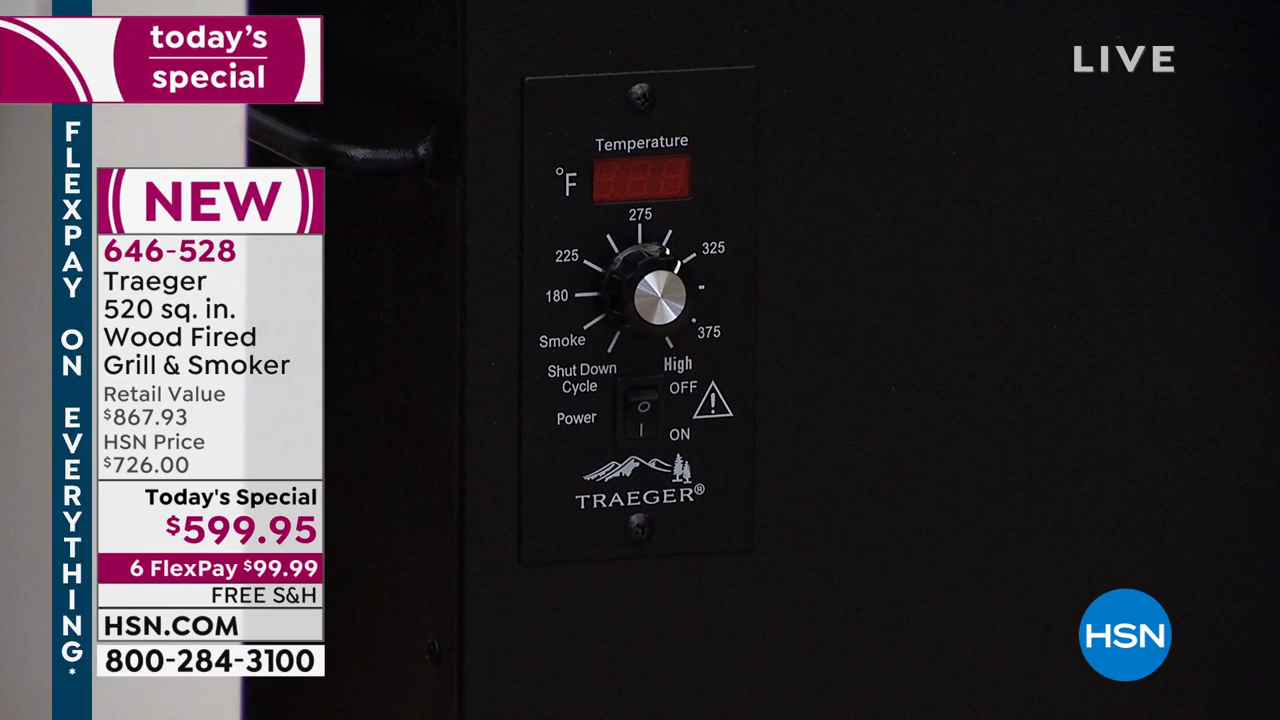 today's
special
LIVE
FLEXPAY ON EVERYTHING*
NEW
646-528
Traeger
520 sq. in.
Wood Fired
Grill & Smoker
Retail Value
$867.93
HSN Price
$726.00
Today's Special
$599.95
6 FlexPay $99.99
FREE S&H
HSN.COM
800-284-3100
Temperature
°F
275
225
325
180
Smoke
375
Shut Down
Cycle
High
OFF
Power
ON
TRAEGER®
HSN